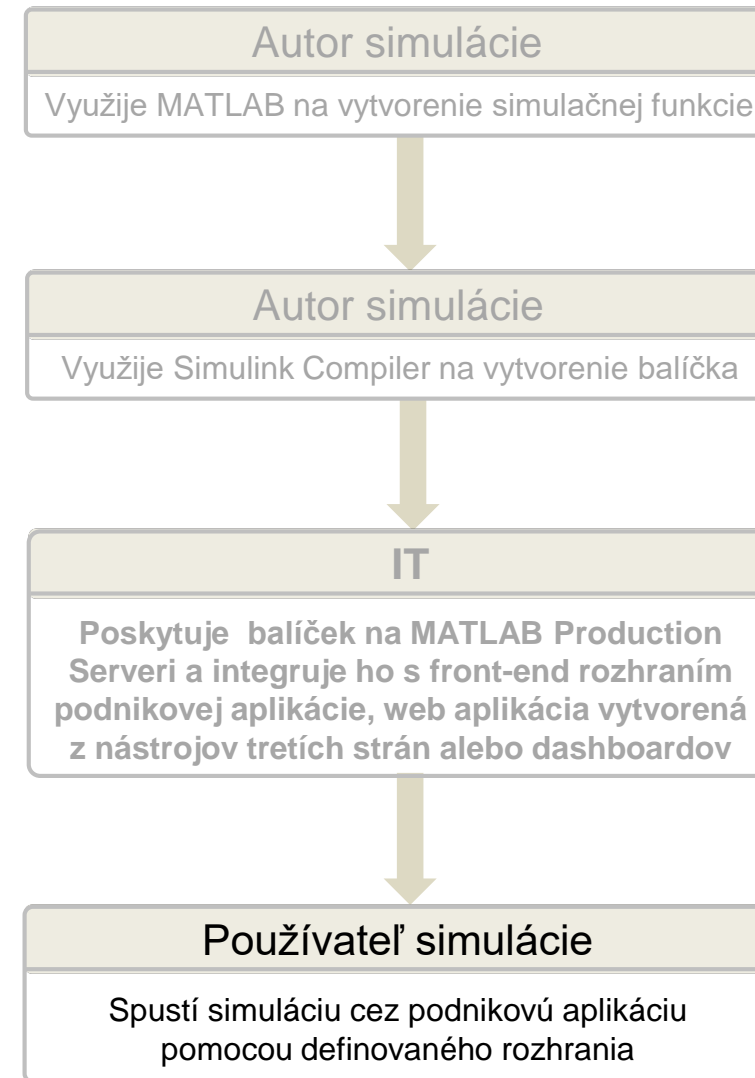 Autor simulácie
Využije MATLAB na vytvorenie simulačnej funkcie
Autor simulácie
Využije Simulink Compiler na vytvorenie balíčka
IT
Poskytuje balíček na MATLAB Production
Serveri a integruje ho s front-end rozhraním
podnikovej aplikácie, web aplikácia vytvorená
z nástrojov tretích strán alebo dashboardov
Používateľ simulácie
Spustí simuláciu cez podnikovú aplikáciu
pomocou definovaného rozhrania